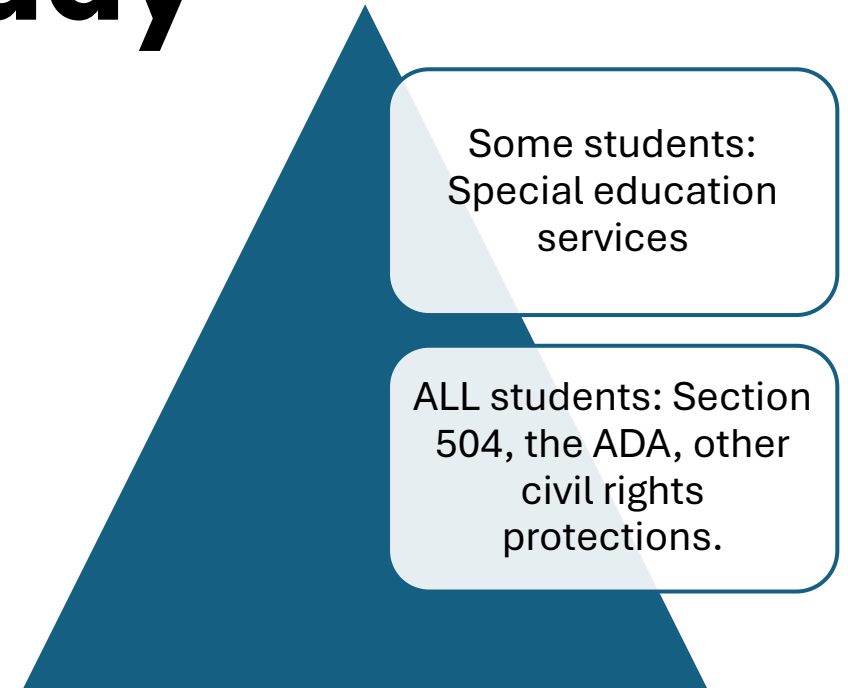 Some students:
Special education
services
ALL students: Section
504, the ADA, other
civil rights
protections.